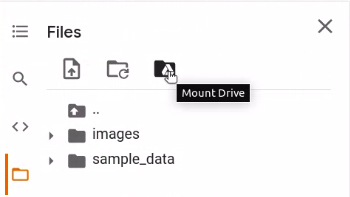 Files
Mount Drive
..
images
sample_data